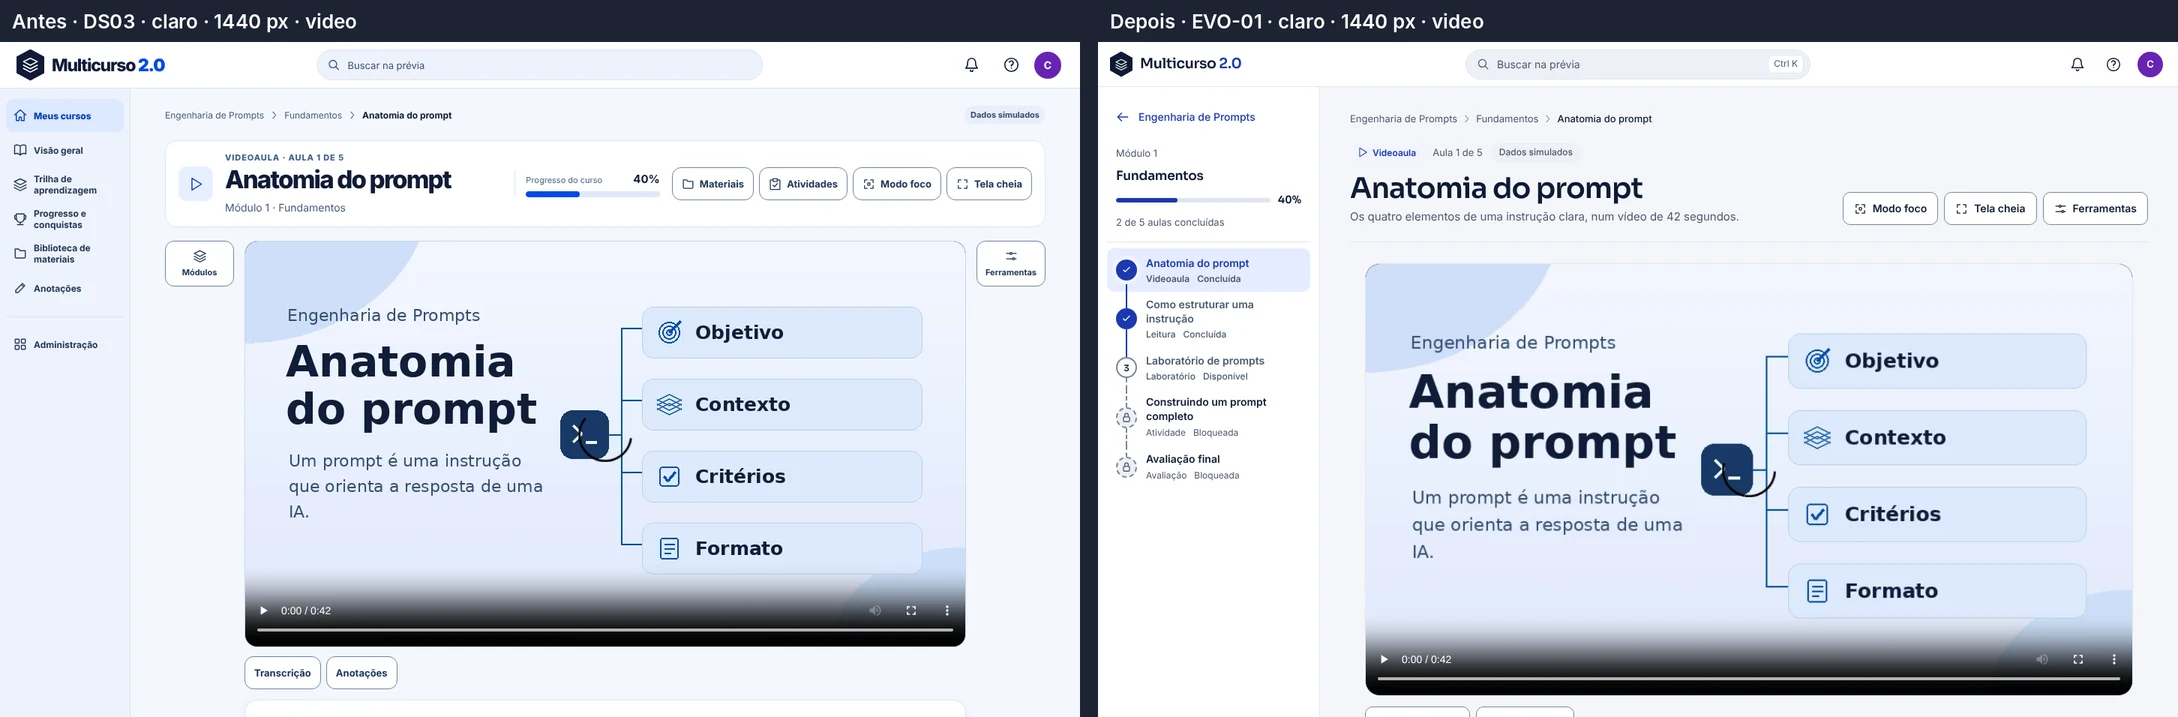 Antes · DS03 · claro · 1440 px · video
Multicurso 2.0
Buscar na prévia
C
Meus cursos
Visão geral
Trilha de
aprendizagem
Progresso e
conquistas
Biblioteca de
materiais
Anotações
Administração
Engenharia de Prompts > Fundamentos > Anatomia do prompt
Dados simulados
VIDEOAULA · AULA 1 DE 5
Anatomia do prompt
Módulo 1 · Fundamentos
Progresso do curso 40%
Materiais
Atividades
Modo foco
Tela cheia
Módulos
Ferramentas
Engenharia de Prompts
Anatomia
do prompt
Um prompt é uma instrução
que orienta a resposta de uma
IA.
Objetivo
Contexto
Critérios
Formato
0:00 / 0:42
Transcrição
Anotações
Depois · EVO-01 · claro · 1440 px · video
Multicurso 2.0
Buscar na prévia
Ctrl K
C
Engenharia de Prompts
Módulo 1
Fundamentos
40%
2 de 5 aulas concluídas
Anatomia do prompt
Videoaula Concluída
Como estruturar uma
instrução
Leitura Concluída
3
Laboratório de prompts
Laboratório Disponível
Construindo um prompt
completo
Atividade Bloqueada
Avaliação final
Avaliação Bloqueada
Engenharia de Prompts > Fundamentos > Anatomia do prompt
Videoaula Aula 1 de 5 Dados simulados
Anatomia do prompt
Os quatro elementos de uma instrução clara, num vídeo de 42 segundos.
Modo foco
Tela cheia
Ferramentas
Engenharia de Prompts
Anatomia
do prompt
Um prompt é uma instrução
que orienta a resposta de uma
IA.
Objetivo
Contexto
Critérios
Formato
0:00 / 0:42